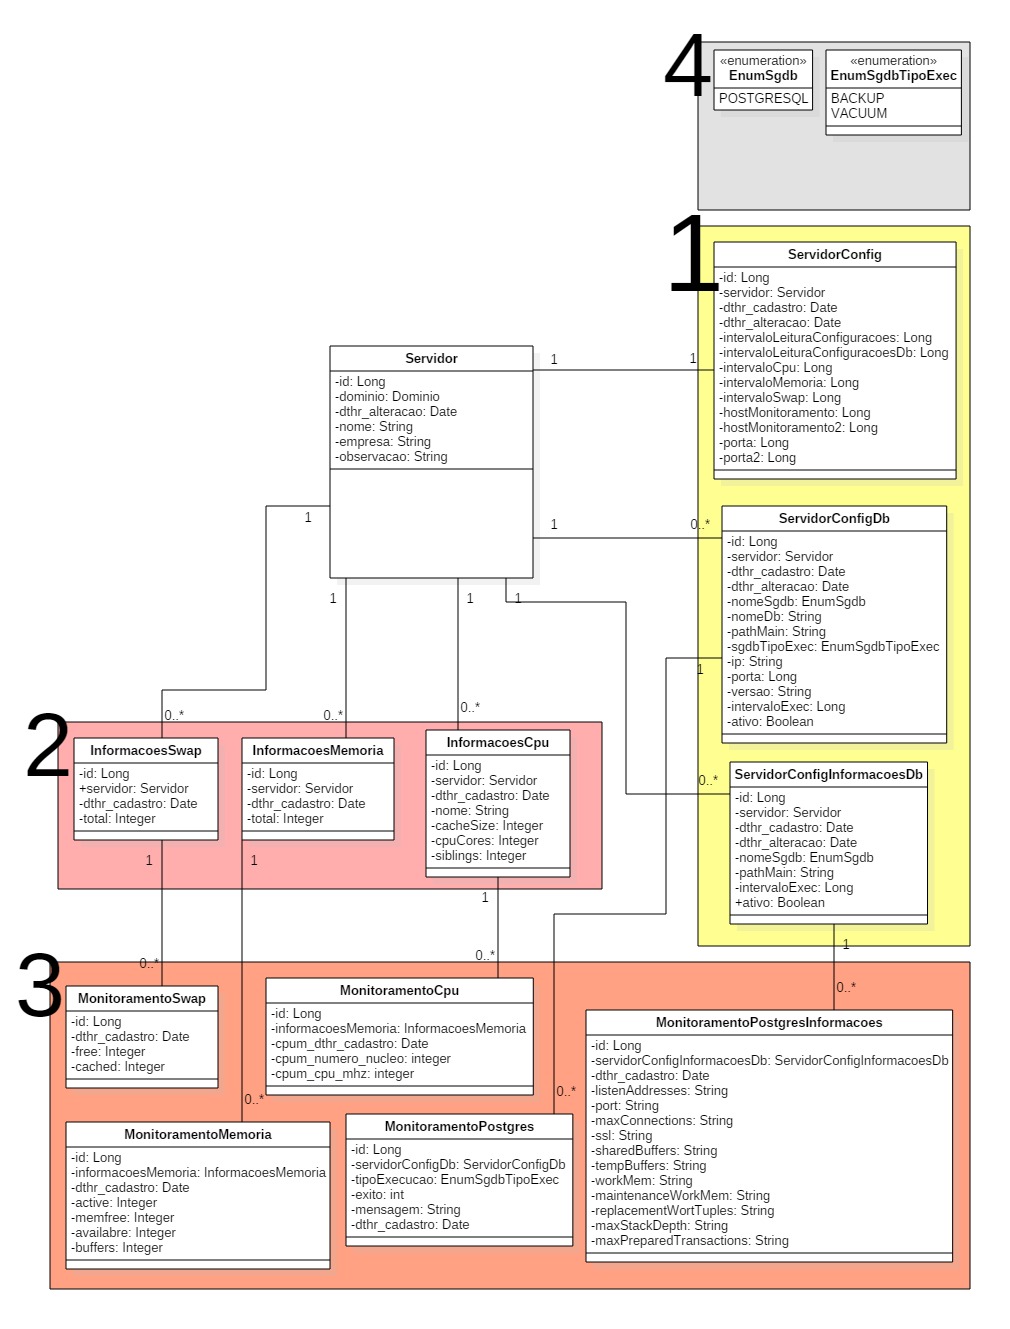 4
«enumeration»
EnumSgdb
POSTGRESQL
«enumeration»
EnumSgdbTipoExec
BACKUP
VACUUM
1
ServidorConfig
-id: Long
-servidor: Servidor
-dthr_cadastro: Date
-dthr_alteracao: Date
-intervaloLeituraConfiguracoes: Long
-intervaloLeituraConfiguracoesDb: Long
-intervaloCpu: Long
-intervaloMemoria: Long
-intervaloSwap: Long
-hostMonitoramento: Long
-hostMonitoramento2: Long
-porta: Long
-porta2: Long
Servidor
-id: Long
-dominio: Dominio
-dthr_alteracao: Date
-nome: String
-empresa: String
-observacao: String
1
1
1
0..*
1
1
1
1
ServidorConfigDb
-id: Long
-servidor: Servidor
-dthr_cadastro: Date
-dthr_alteracao: Date
-nomeSgdb: EnumSgdb
-nomeDb: String
-pathMain: String
-sgdbTipoExec: EnumSgdbTipoExec
-ip: String
-porta: Long
-versao: String
-intervaloExec: Long
-ativo: Boolean
1
0..*
0..*
0..*
0..*
2
InformacoesSwap
-id: Long
+servidor: Servidor
-dthr_cadastro: Date
-total: Integer
InformacoesMemoria
-id: Long
-servidor: Servidor
-dthr_cadastro: Date
-total: Integer
InformacoesCpu
-id: Long
-servidor: Servidor
-dthr_cadastro: Date
-nome: String
-cacheSize: Integer
-cpuCores: Integer
-siblings: Integer
ServidorConfigInformacoesDb
-id: Long
-servidor: Servidor
-dthr_cadastro: Date
-dthr_alteracao: Date
-nomeSgdb: EnumSgdb
-pathMain: String
-intervaloExec: Long
+ativo: Boolean
1
1
1
1
0..*
0..*
0..*
3
MonitoramentoSwap
-id: Long
-dthr_cadastro: Date
-free: Integer
-cached: Integer
MonitoramentoCpu
-id: Long
-informacoesMemoria: InformacoesMemoria
-cpum_dthr_cadastro: Date
-cpum_numero_nucleo: integer
-cpum_cpu_mhz: integer
0..*
0..*
MonitoramentoMemoria
-id: Long
-informacoesMemoria: InformacoesMemoria
-dthr_cadastro: Date
-active: Integer
-memfree: Integer
-availabre: Integer
-buffers: Integer
MonitoramentoPostgres
-id: Long
-servidorConfigDb: ServidorConfigDb
-tipoExecucao: EnumSgdbTipoExec
-exito: int
-mensagem: String
-dthr_cadastro: Date
MonitoramentoPostgresInformacoes
-id: Long
-servidorConfigInformacoesDb: ServidorConfigInformacoesDb
-dthr_cadastro: Date
-listenAddresses: String
-port: String
-maxConnections: String
-ssl: String
-sharedBuffers: String
-tempBuffers: String
-workMem: String
-maintenanceWorkMem: String
-replacementWortTuples: String
-maxStackDepth: String
-maxPreparedTransactions: String